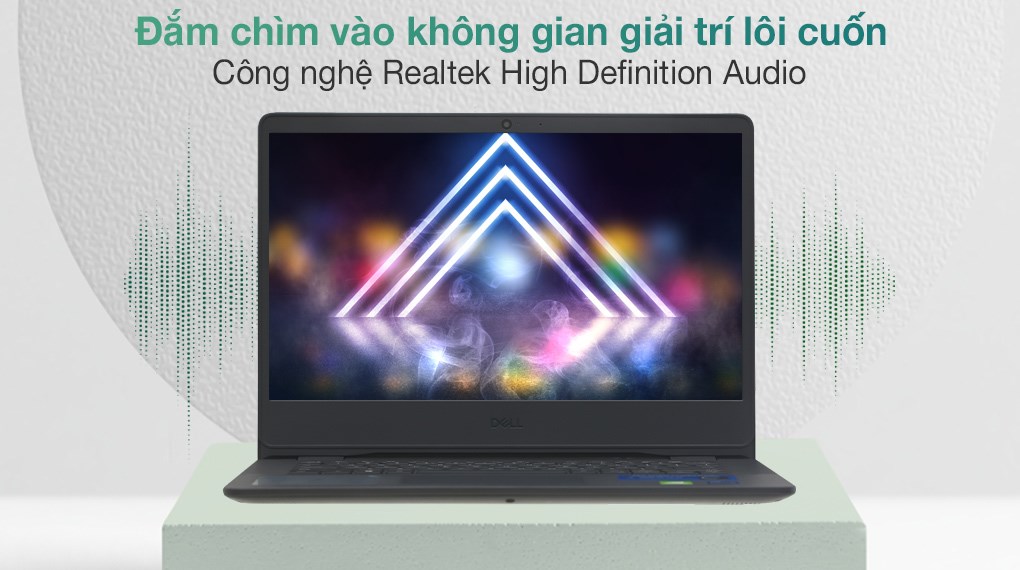 Đắm chìm vào không gian giải trí lôi cuốn
Công nghệ Realtek High Definition Audio
DELL